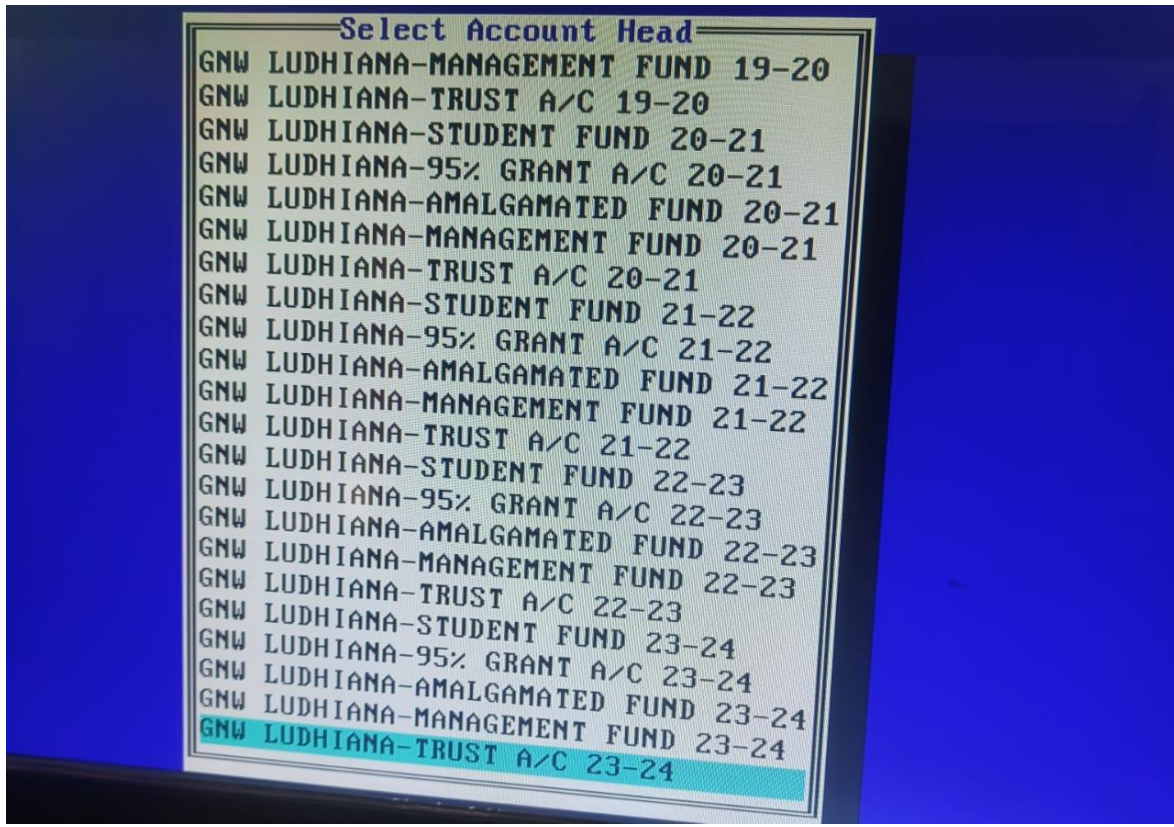 Select Account Head
GNW LUDHIANA-MANAGEMENT FUND 19-20
GNW LUDHIANA-TRUST A/C 19-20
GNW LUDHIANA-STUDENT FUND 20-21
GNW LUDHIANA-95% GRANT A/C 20-21
GNW LUDHIANA-AMALGAMATED FUND 20-21
GNW LUDHIANA-MANAGEMENT FUND 20-21
GNW LUDHIANA-TRUST A/C 20-21
GNW LUDHIANA-STUDENT FUND 21-22
GNW LUDHIANA-95% GRANT A/C 21-22
GNW LUDHIANA-AMALGAMATED FUND 21-22
GNW LUDHIANA-MANAGEMENT FUND 21-22
GNW LUDHIANA-TRUST A/C 21-22
GNW LUDHIANA-STUDENT FUND 22-23
GNW LUDHIANA-95% GRANT A/C 22-23
GNW LUDHIANA-AMALGAMATED FUND 22-23
GNW LUDHIANA-MANAGEMENT FUND 22-23
GNW LUDHIANA-TRUST A/C 22-23
GNW LUDHIANA-STUDENT FUND 23-24
GNW LUDHIANA-95% GRANT A/C 23-24
GNW LUDHIANA-AMALGAMATED FUND 23-24
GNW LUDHIANA-MANAGEMENT FUND 23-24
GNW LUDHIANA-TRUST A/C 23-24